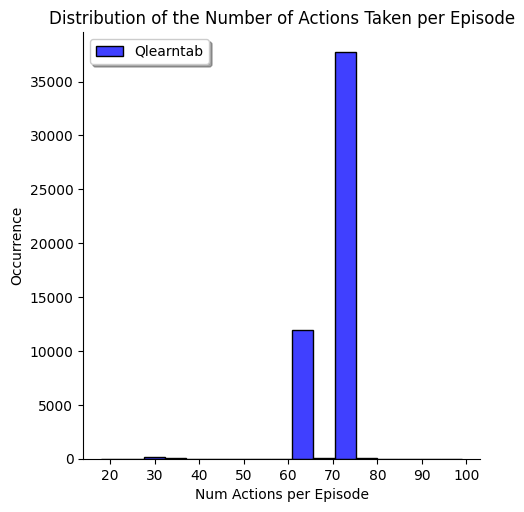 Distribution of the Number of Actions Taken per Episode
Qlearntab
35000
30000
25000
20000
15000
10000
5000
0
Occurrence
20 30 40 50 60 70 80 90 100
Num Actions per Episode